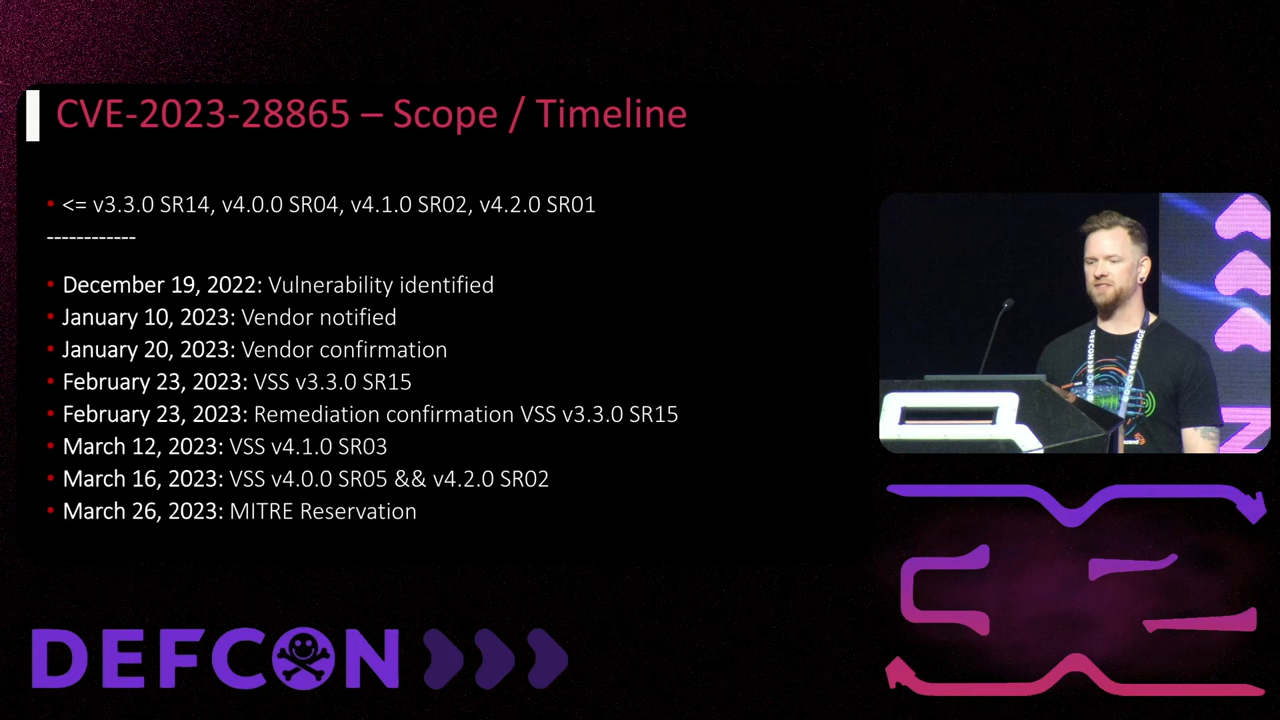 CVE-2023-28865 – Scope / Timeline
• <= v3.3.0 SR14, v4.0.0 SR04, v4.1.0 SR02, v4.2.0 SR01
------------
• December 19, 2022: Vulnerability identified
• January 10, 2023: Vendor notified
• January 20, 2023: Vendor confirmation
• February 23, 2023: VSS v3.3.0 SR15
• February 23, 2023: Remediation confirmation VSS v3.3.0 SR15
• March 12, 2023: VSS v4.1.0 SR03
• March 16, 2023: VSS v4.0.0 SR05 && v4.2.0 SR02
• March 26, 2023: MITRE Reservation
DEFCON
DEFCON
ENGAGE